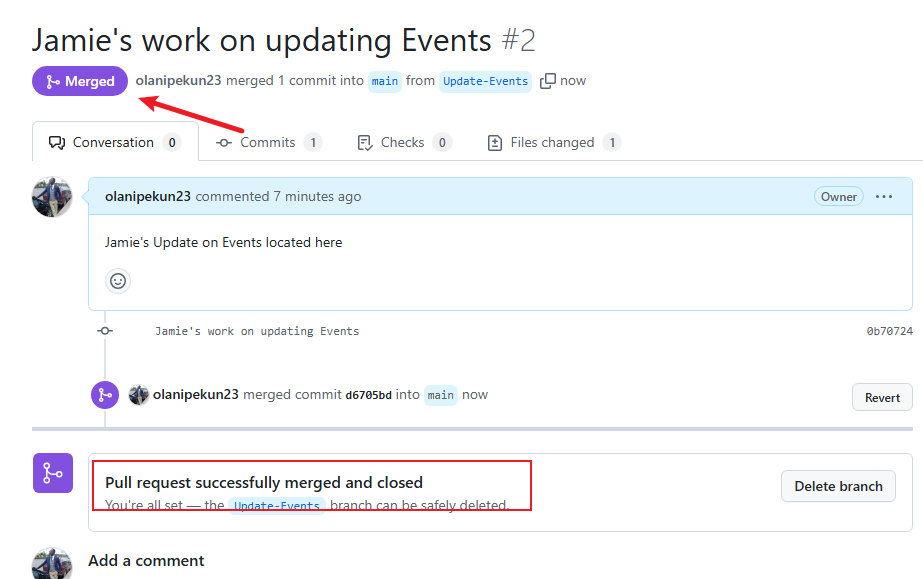 Jamie's work on updating Events #2
Merged olanipekun23 merged 1 commit into main from Update-Events now
Conversation 0 Commits 1 Checks 0 Files changed 1
olanipekun23 commented 7 minutes ago Owner ...
Jamie's Update on Events located here
Jamie's work on updating Events 0b70724
olanipekun23 merged commit d6705bd into main now Revert
Pull request successfully merged and closed
You're all set — the Update-Events branch can be safely deleted.
Delete branch
Add a comment